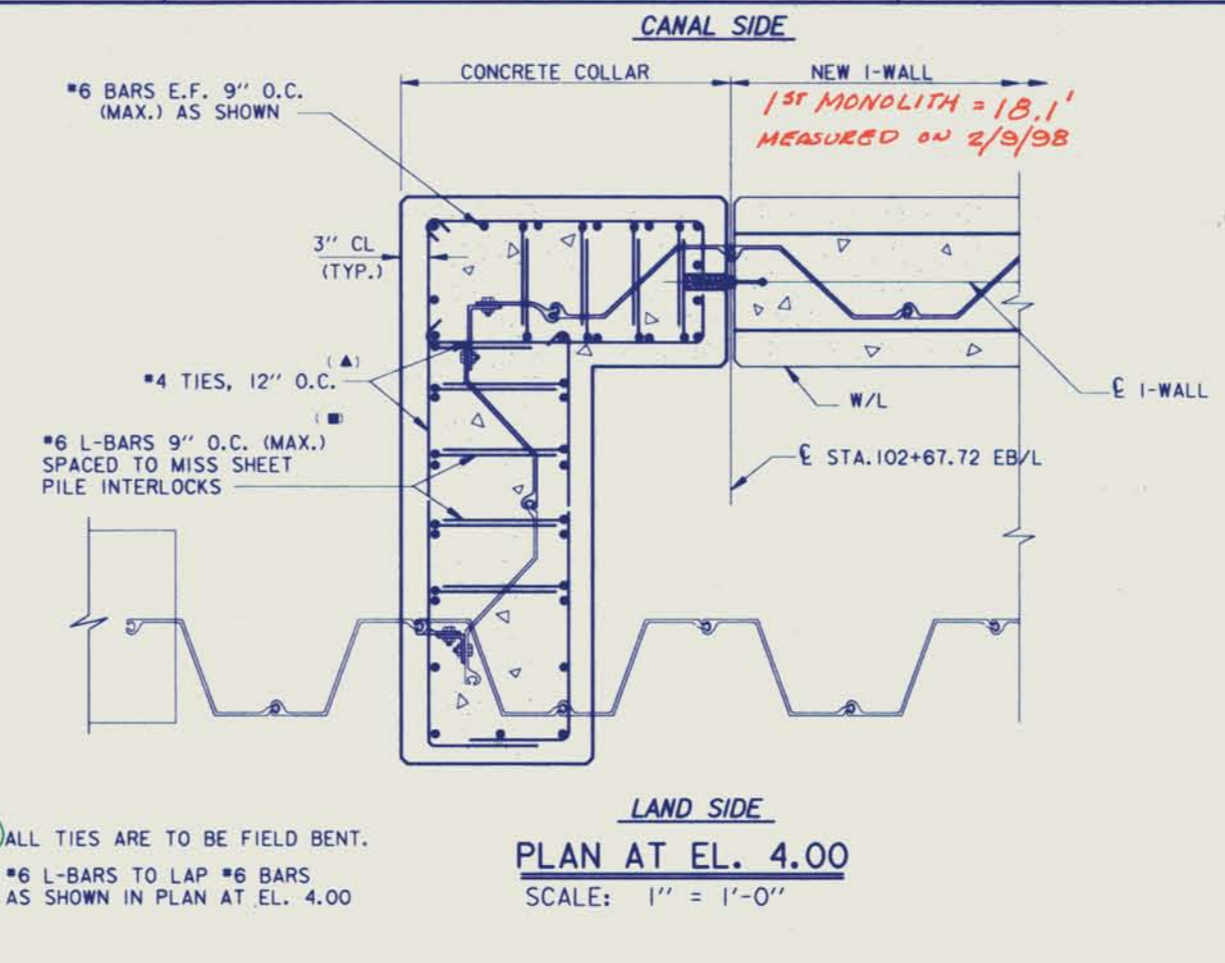 CANAL SIDE
CONCRETE COLLAR
NEW I-WALL
#6 BARS E.F. 9" O.C.
(MAX.) AS SHOWN
1ST MONOLITH = 18.1'
MEASURED ON 2/9/98
3" CL
(TYP.)
(▲)
#4 TIES, 12" O.C.
(■)
#6 L-BARS 9" O.C. (MAX.)
SPACED TO MISS SHEET
PILE INTERLOCKS
W/L
℄ I-WALL
℄ STA.102+67.72 EB/L
LAND SIDE
PLAN AT EL. 4.00
SCALE: 1" = 1'-0"
ALL TIES ARE TO BE FIELD BENT.
#6 L-BARS TO LAP #6 BARS
AS SHOWN IN PLAN AT EL. 4.00